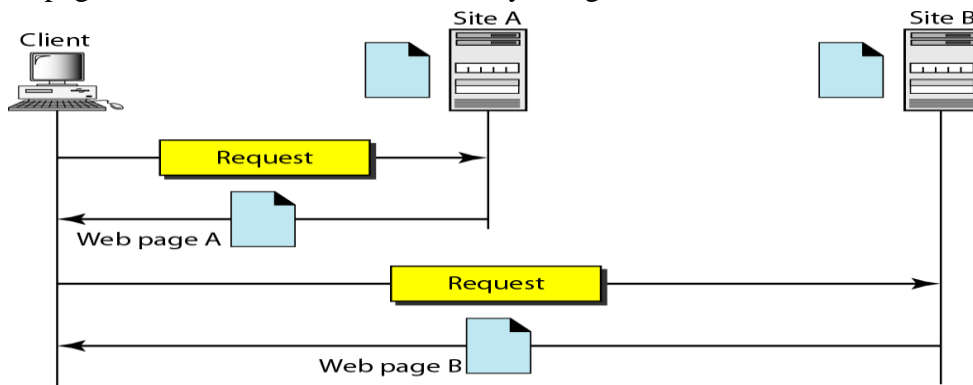 Site A
Site B
Client
Request
Web page A
Request
Web page B